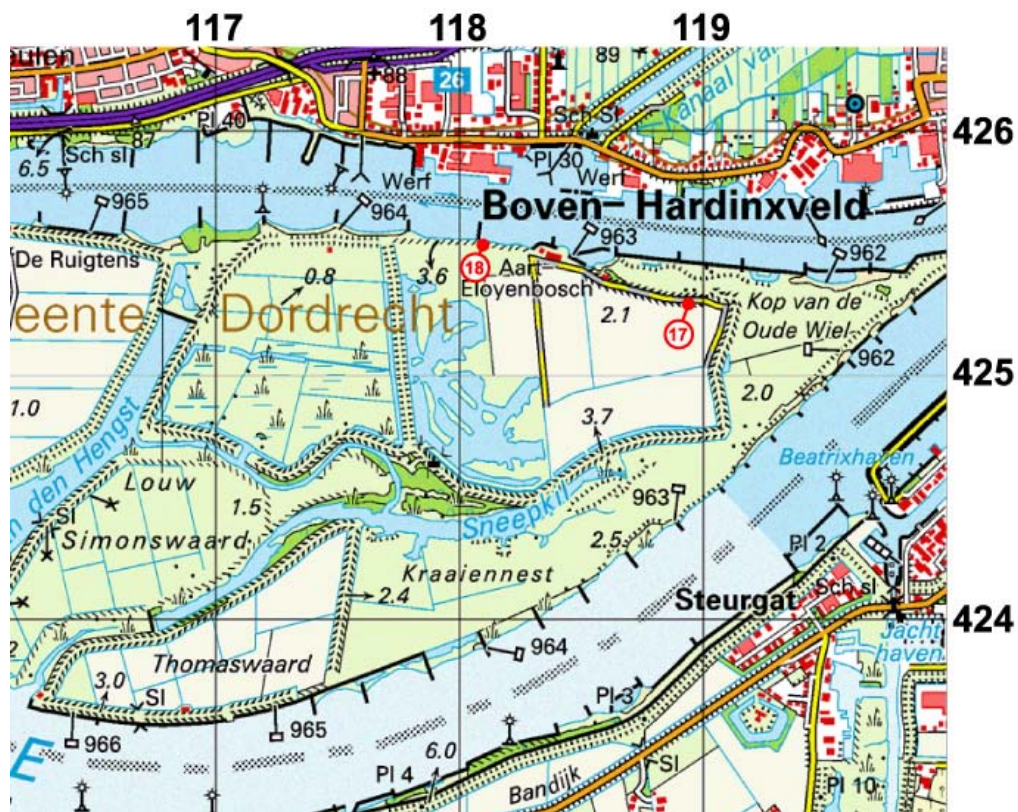 117 118 119
eulen
88
26
89
Kanaal van
Pl 40
87
Sch Sl
426
Sch sl
6.5
Pl 30
Werf
Werf
965
964
Boven-Hardinxveld
963
962
De Ruigtens
0.8
3.6
18
Aart
Eloyenbosch
2.1
17
Kop van de
Oude Wiel
eente Dordrecht
962
425
1.0
2.0
3.7
n den Hengst
Louw
1.5
Beatrixhaven
Sl
Simonswaard
Sneepkil
963
2.5
Pl 2
Kraaiennest
2.4
Steurgat
Sch sl
424
2
964
Jacht
haven
Thomaswaard
3.0
Sl
Pl 3
966
965
6.0
Sl
E
Pl 4
Bandijk
Pl 10